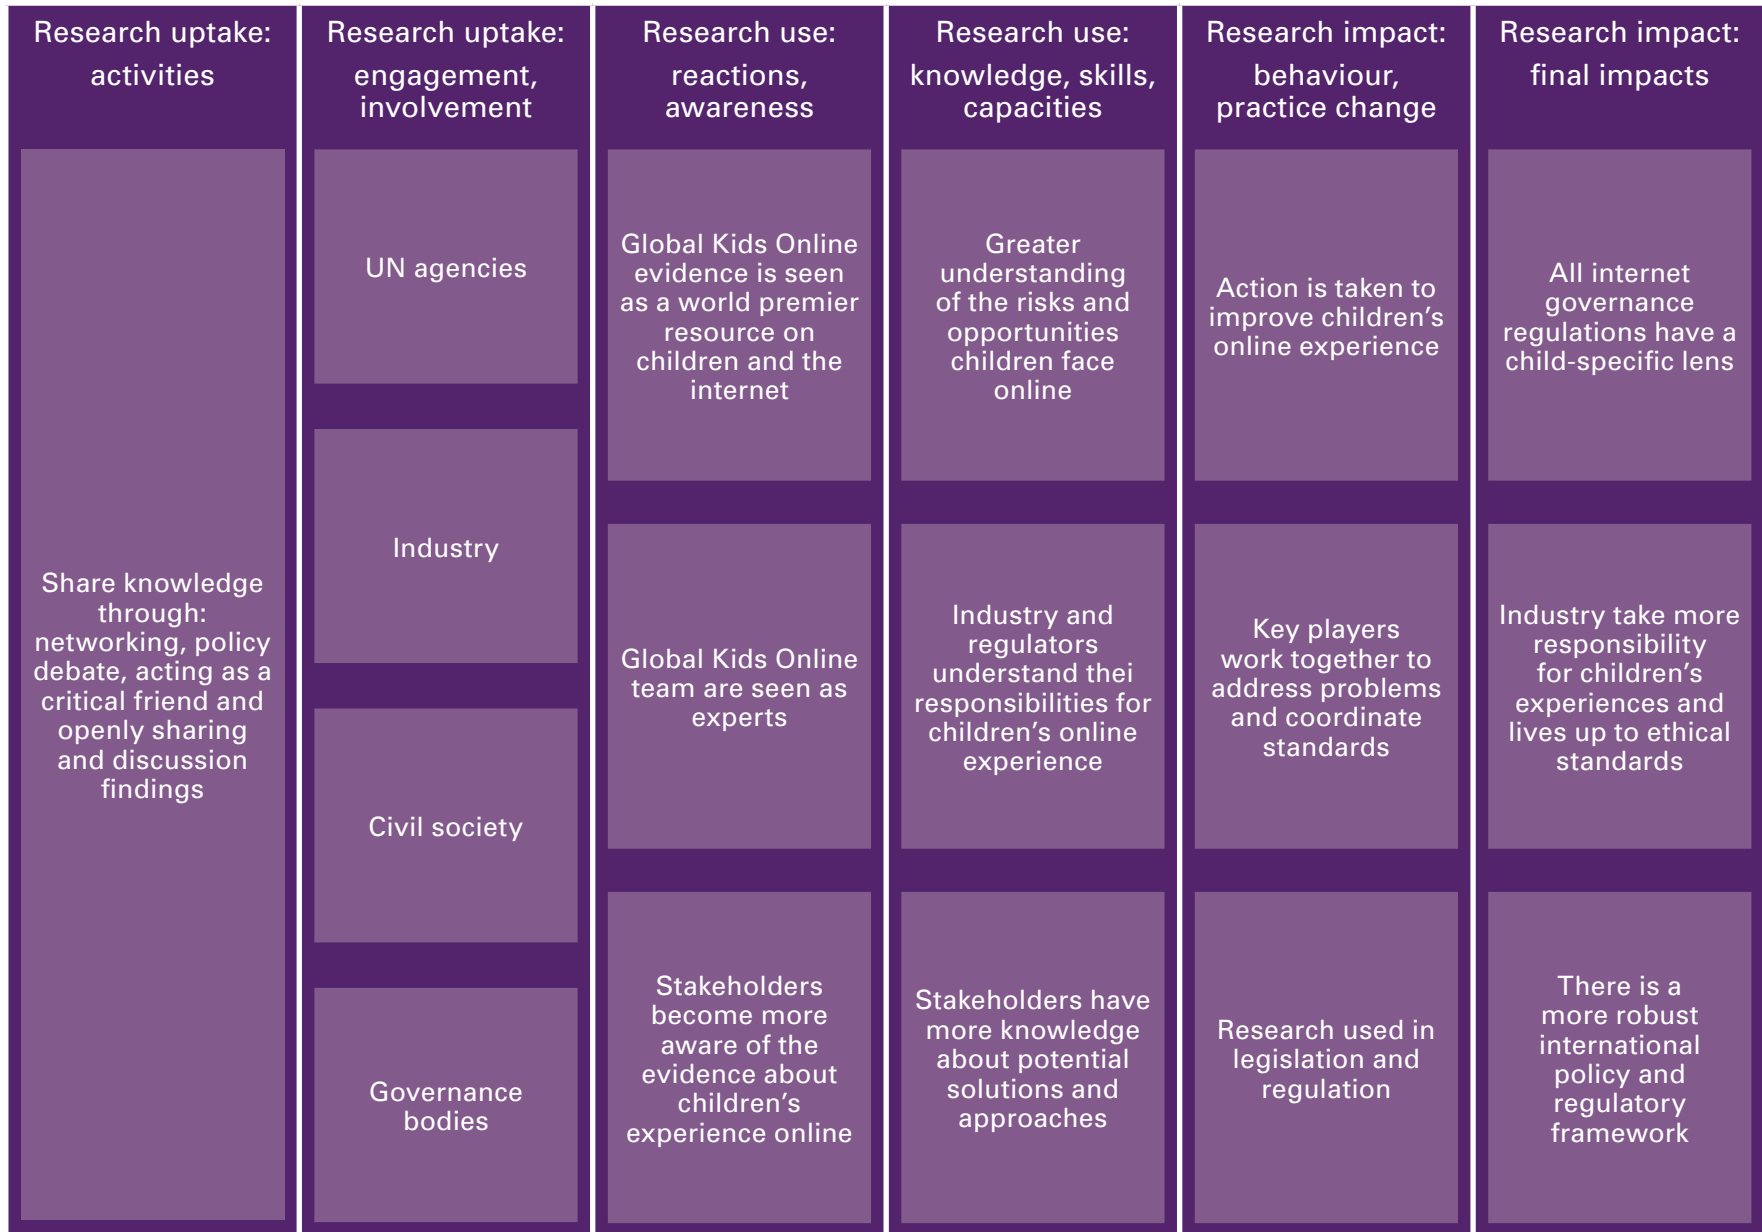 Research uptake:
activities
Share knowledge
through:
networking, policy
debate, acting as a
critical friend and
openly sharing
and discussion
findings
Research uptake:
engagement,
involvement
UN agencies
Industry
Civil society
Governance
bodies
Research use:
reactions,
awareness
Global Kids Online
evidence is seen
as a world premier
resource on
children and the
internet
Global Kids Online
team are seen as
experts
Stakeholders
become more
aware of the
evidence about
children’s
experience online
Research use:
knowledge, skills,
capacities
Greater
understanding
of the risks and
opportunities
children face
online
Industry and
regulators
understand thei
responsibilities for
children’s online
experience
Stakeholders have
more knowledge
about potential
solutions and
approaches
Research impact:
behaviour,
practice change
Action is taken to
improve children’s
online experience
Key players
work together to
address problems
and coordinate
standards
Research used in
legislation and
regulation
Research impact:
final impacts
All internet
governance
regulations have a
child-specific lens
Industry take more
responsibility
for children’s
experiences and
lives up to ethical
standards
There is a
more robust
international
policy and
regulatory
framework